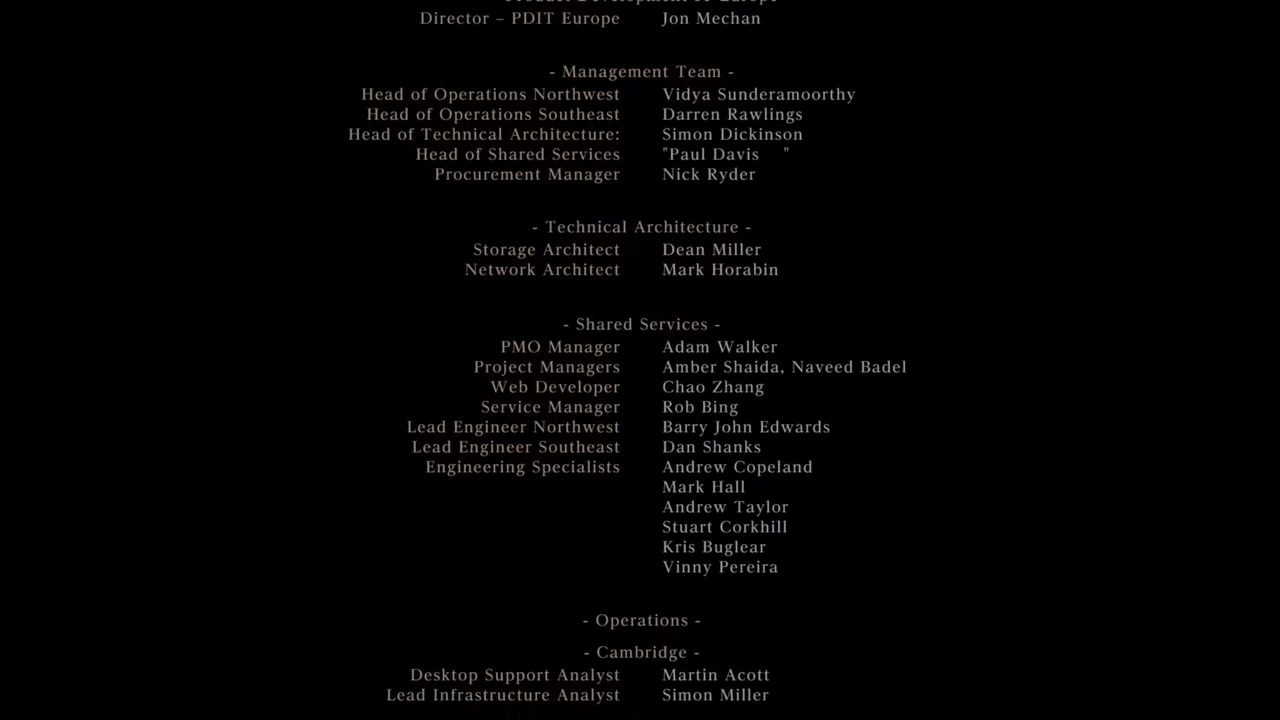 Product Development IT Europe
Director – PDIT Europe Jon Mechan
- Management Team -
Head of Operations Northwest Vidya Sunderamoorthy
Head of Operations Southeast Darren Rawlings
Head of Technical Architecture: Simon Dickinson
Head of Shared Services "Paul Davis "
Procurement Manager Nick Ryder
- Technical Architecture -
Storage Architect Dean Miller
Network Architect Mark Horabin
- Shared Services -
PMO Manager Adam Walker
Project Managers Amber Shaida, Naveed Badel
Web Developer Chao Zhang
Service Manager Rob Bing
Lead Engineer Northwest Barry John Edwards
Lead Engineer Southeast Dan Shanks
Engineering Specialists Andrew Copeland
Mark Hall
Andrew Taylor
Stuart Corkhill
Kris Buglear
Vinny Pereira
- Operations -
- Cambridge -
Desktop Support Analyst Martin Acott
Lead Infrastructure Analyst Simon Miller